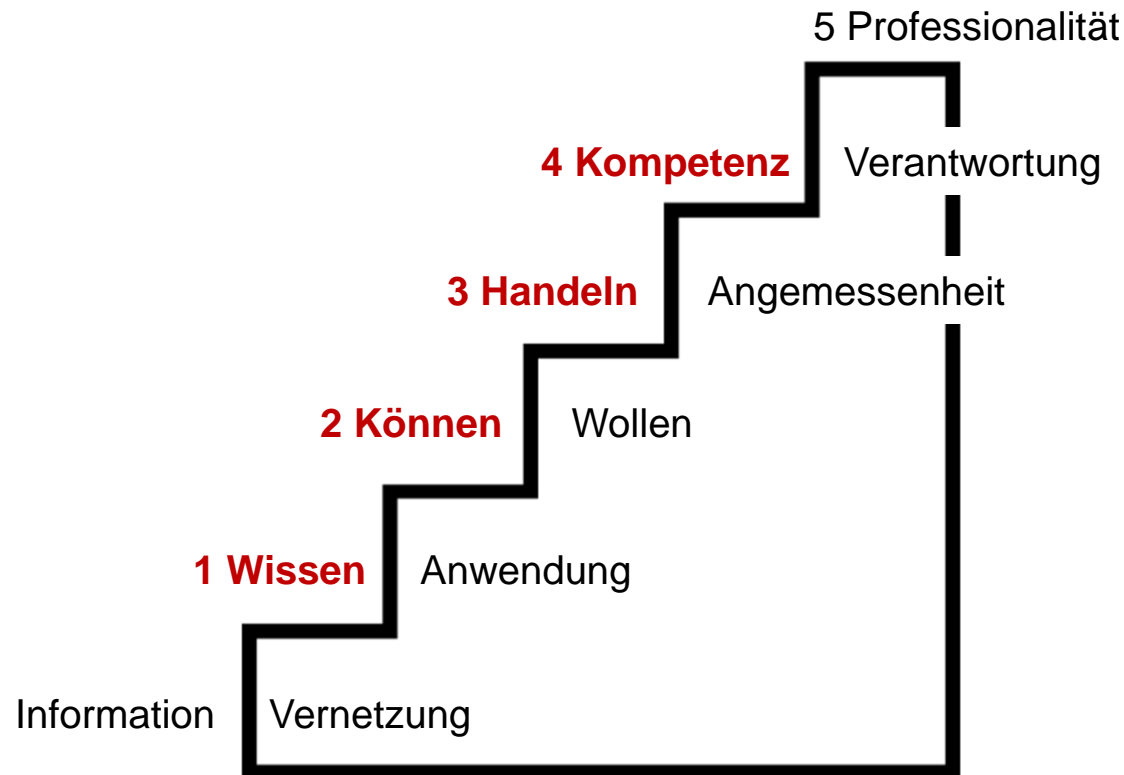 5 Professionalität
4 Kompetenz Verantwortung
3 Handeln Angemessenheit
2 Können Wollen
1 Wissen Anwendung
Information Vernetzung